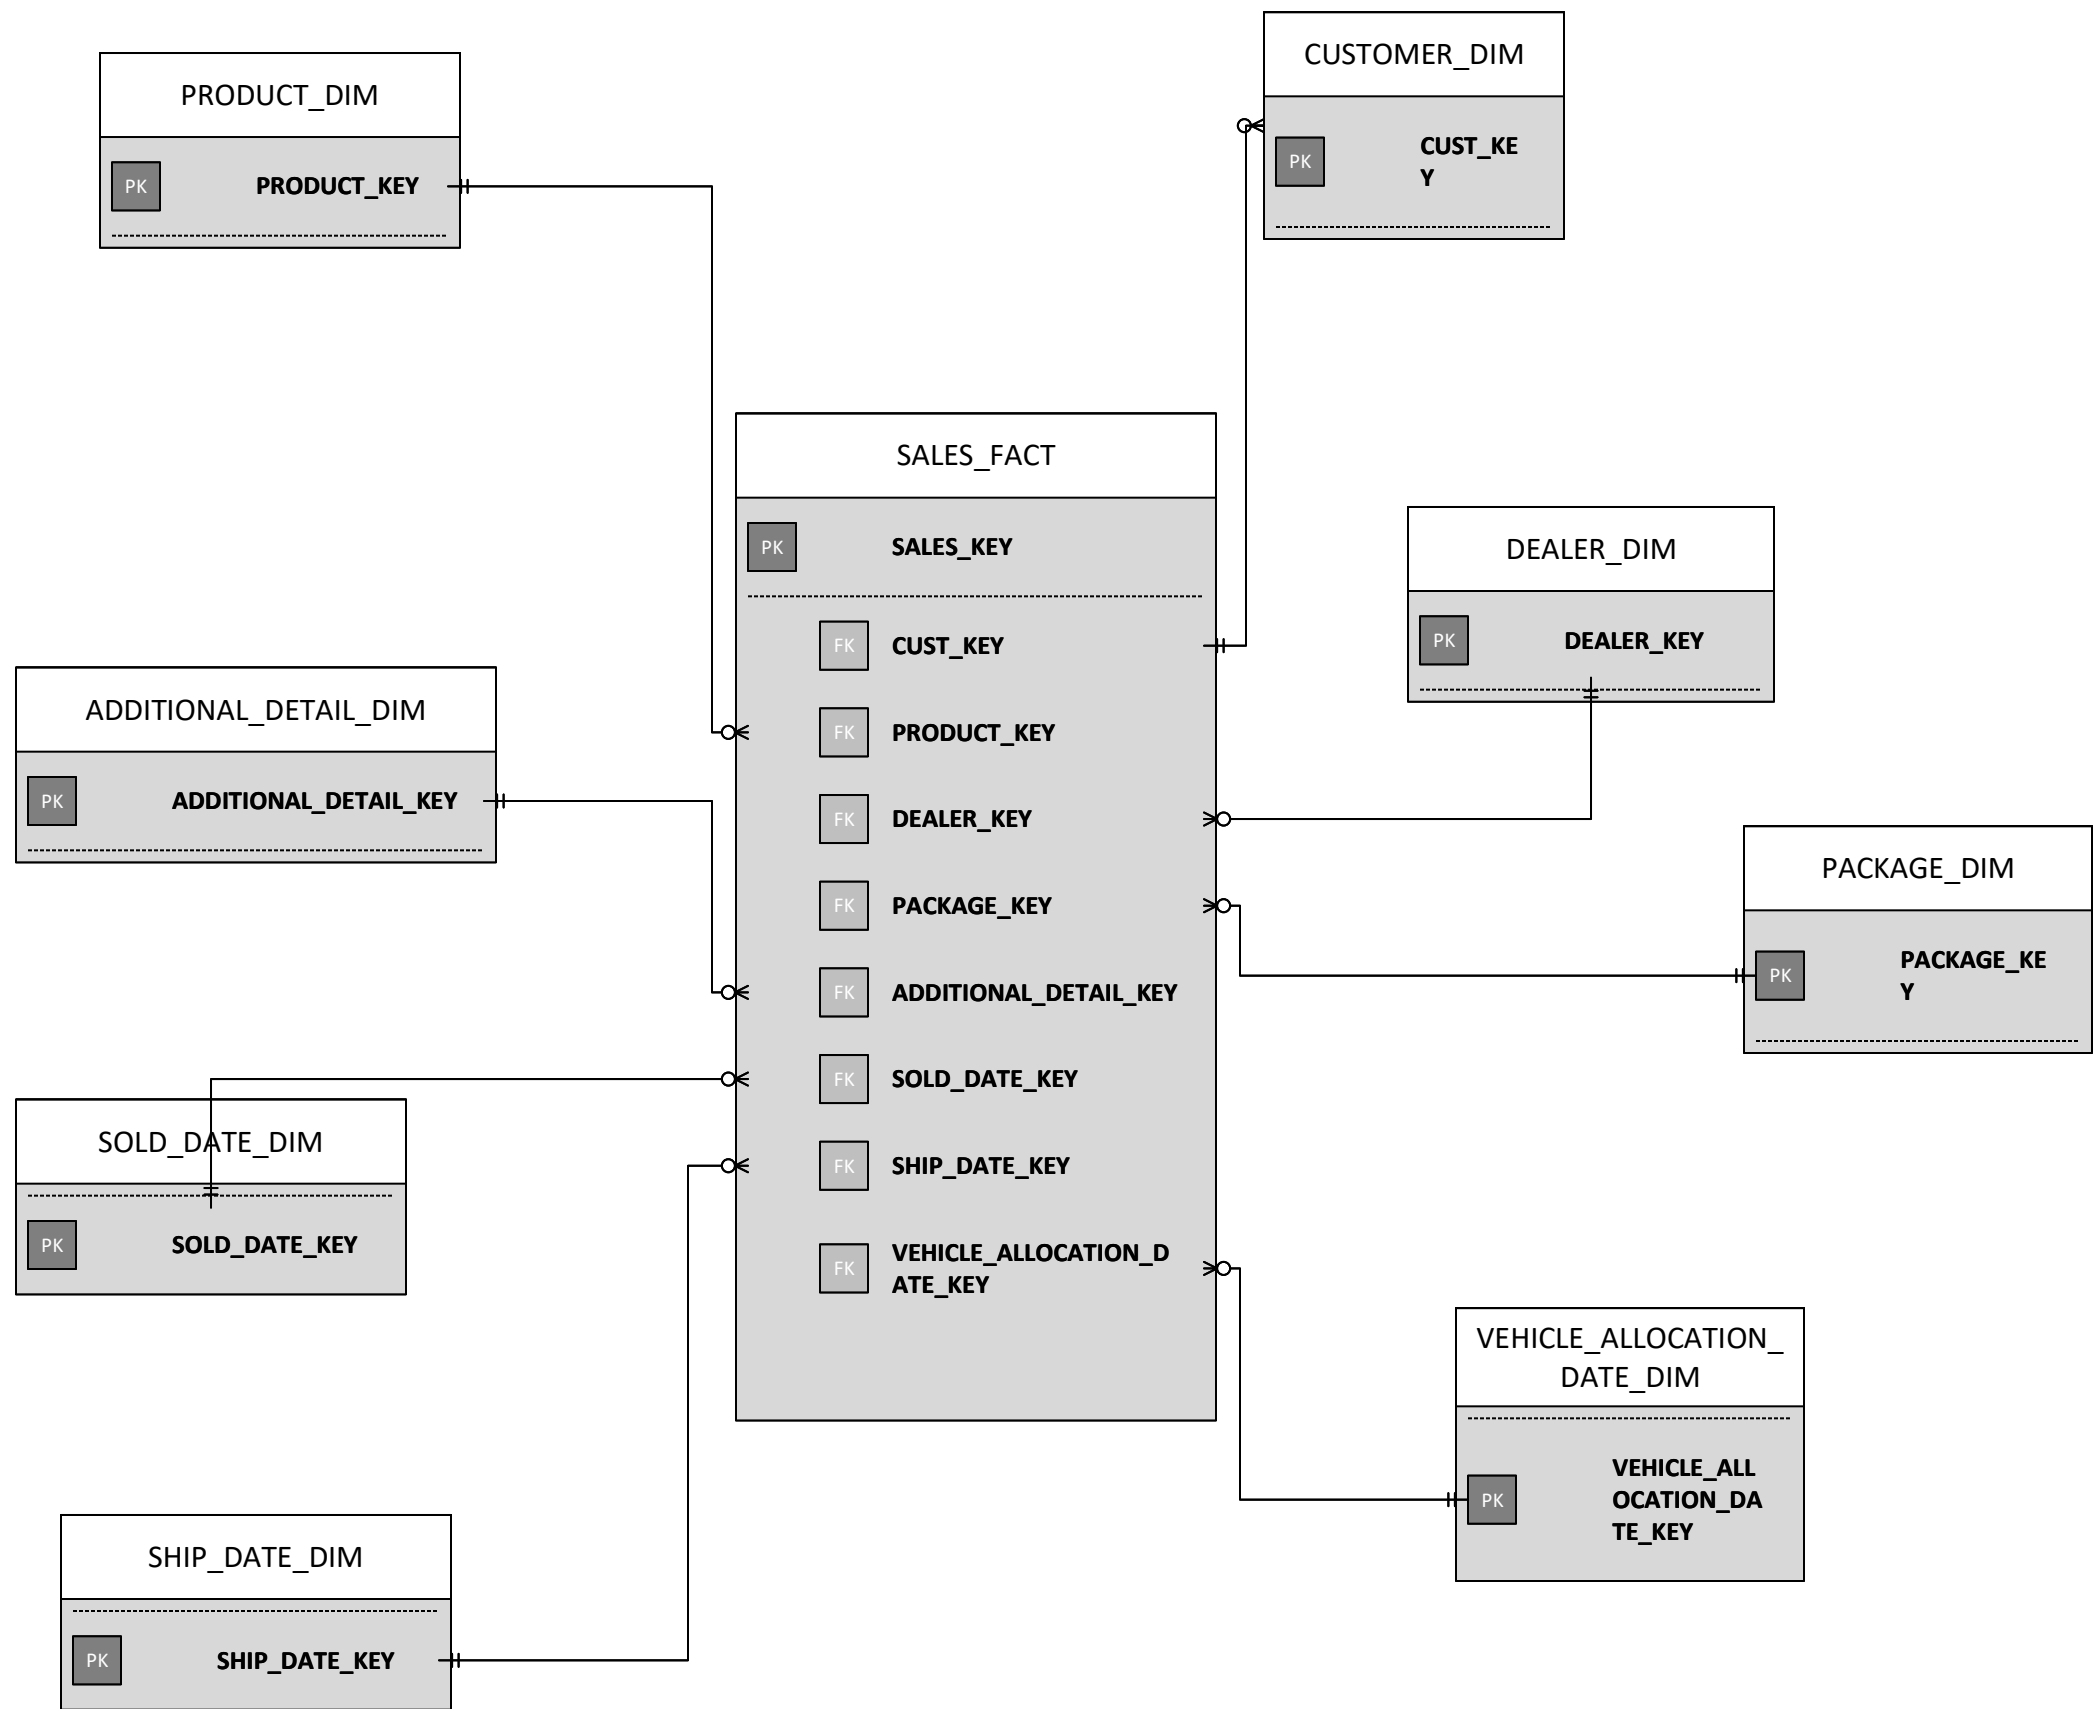 PRODUCT_DIM
PK
PRODUCT_KEY
CUSTOMER_DIM
PK
CUST_KE
Y
SALES_FACT
PK
SALES_KEY
FK
CUST_KEY
FK
PRODUCT_KEY
FK
DEALER_KEY
FK
PACKAGE_KEY
FK
ADDITIONAL_DETAIL_KEY
FK
SOLD_DATE_KEY
FK
SHIP_DATE_KEY
FK
VEHICLE_ALLOCATION_D
ATE_KEY
DEALER_DIM
PK
DEALER_KEY
ADDITIONAL_DETAIL_DIM
PK
ADDITIONAL_DETAIL_KEY
PACKAGE_DIM
PK
PACKAGE_KE
Y
SOLD_DATE_DIM
PK
SOLD_DATE_KEY
VEHICLE_ALLOCATION_
DATE_DIM
PK
VEHICLE_ALL
OCATION_DA
TE_KEY
SHIP_DATE_DIM
PK
SHIP_DATE_KEY